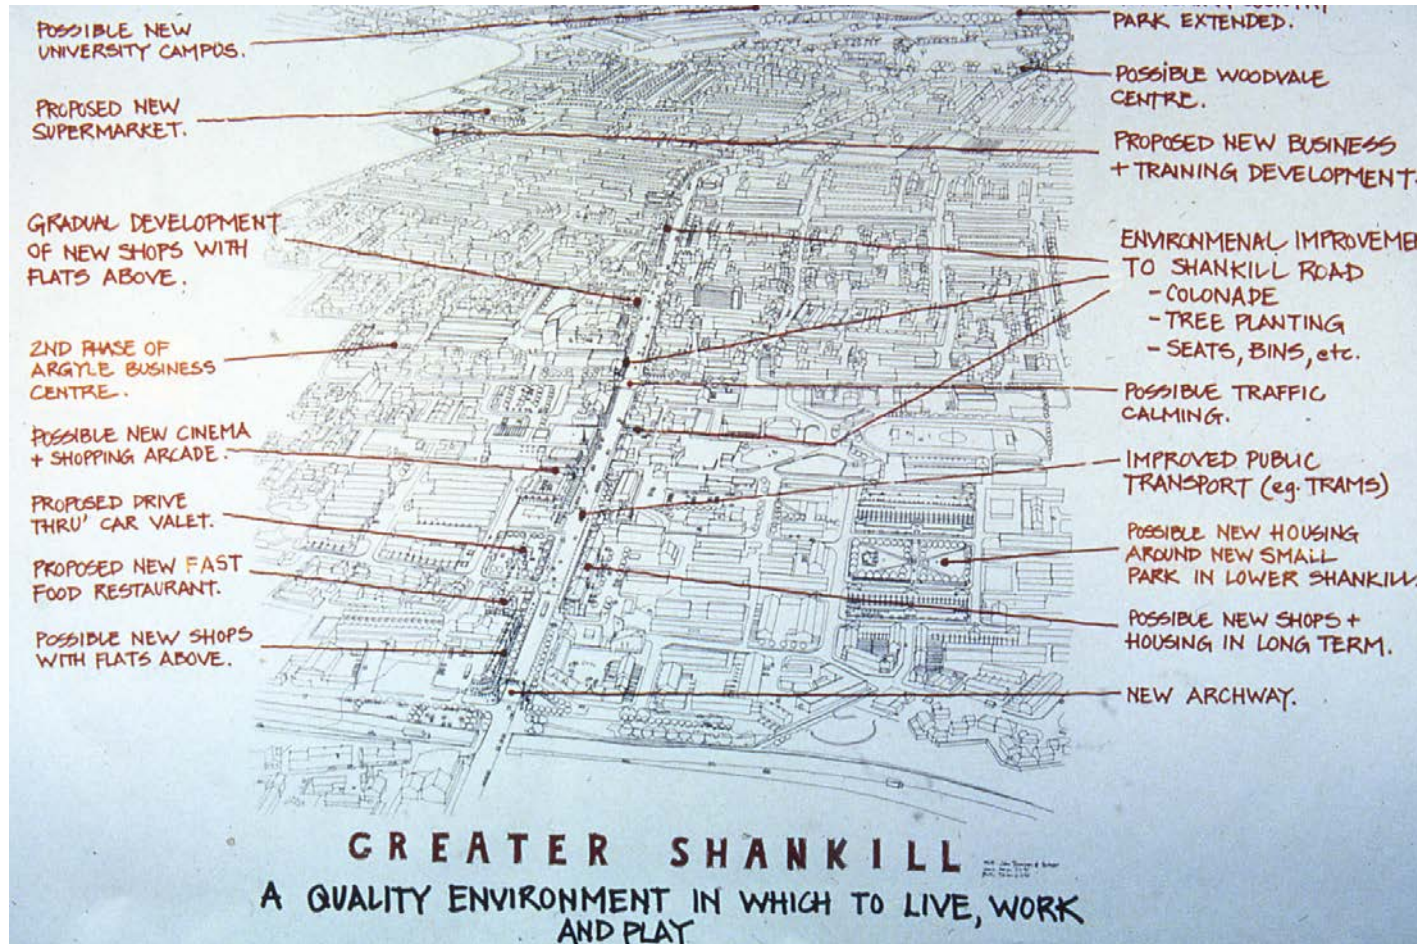 POSSIBLE NEW
UNIVERSITY CAMPUS.
PROPOSED NEW
SUPERMARKET.
GRADUAL DEVELOPMENT
OF NEW SHOPS WITH
FLATS ABOVE.
2ND PHASE OF
ARGYLE BUSINESS
CENTRE.
POSSIBLE NEW CINEMA
+ SHOPPING ARCADE.
PROPOSED DRIVE
THRU' CAR VALET.
PROPOSED NEW FAST
FOOD RESTAURANT.
POSSIBLE NEW SHOPS
WITH FLATS ABOVE.
PARK EXTENDED.
POSSIBLE WOODVALE
CENTRE.
PROPOSED NEW BUSINESS
+ TRAINING DEVELOPMENT.
ENVIRONMENAL IMPROVEME
TO SHANKILL ROAD
- COLONADE
- TREE PLANTING
- SEATS, BINS, etc.
POSSIBLE TRAFFIC
CALMING.
IMPROVED PUBLIC
TRANSPORT (eg. TRAMS)
POSSIBLE NEW HOUSING
AROUND NEW SMALL
PARK IN LOWER SHANKILL.
POSSIBLE NEW SHOPS +
HOUSING IN LONG TERM.
NEW ARCHWAY.
GREATER SHANKILL
A QUALITY ENVIRONMENT IN WHICH TO LIVE, WORK
AND PLAY